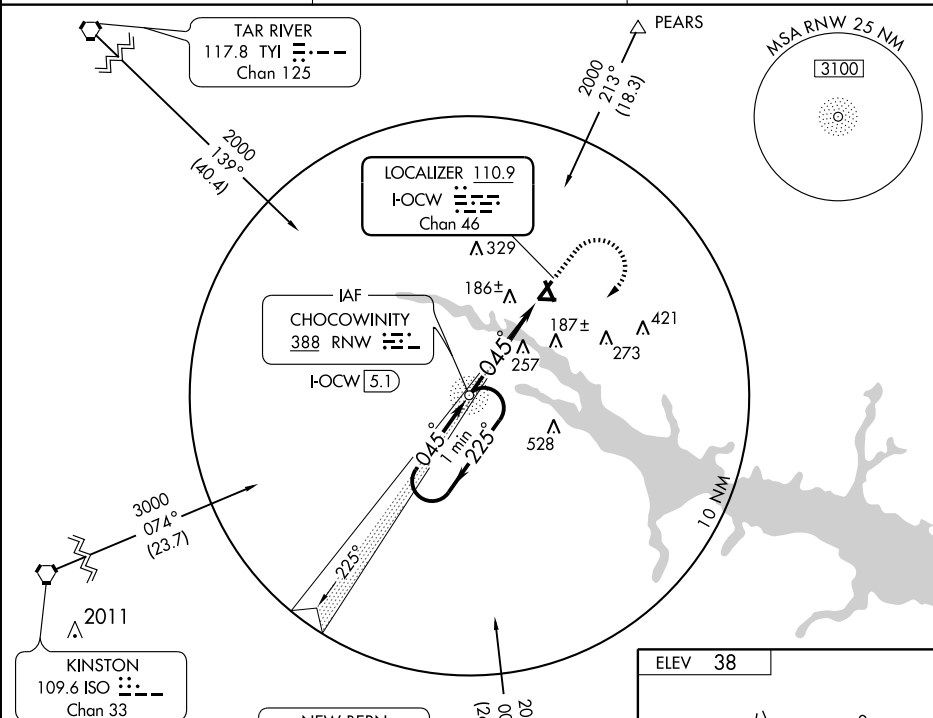 TAR RIVER
117.8 TYI
Chan 125
PEARS
MSA RNW 25 NM
3100
2000
213°
(18.3)
2000
139°
(40.4)
LOCALIZER 110.9
I-OCW
Chan 46
329
186±
IAF
CHOCOWINITY
388 RNW
I-OCW 5.1
045°
257
187±
273
421
045°
1 min
225°
528
10 NM
3000
074°
(23.7)
225°
2011
KINSTON
109.6 ISO
Chan 33
ELEV 38